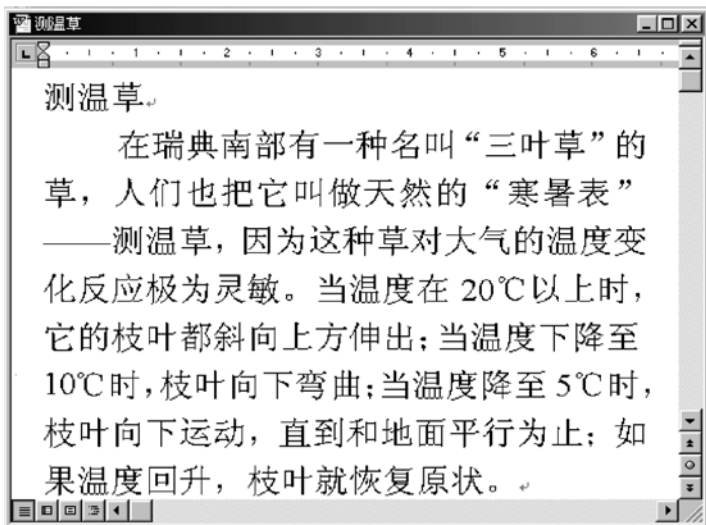 测温草
1 2 3 4 5 6
测温草
在瑞典南部有一种名叫“三叶草”的
草，人们也把它叫做天然的“寒暑表”
——测温草，因为这种草对大气的温度变
化反应极为灵敏。当温度在 20℃以上时，
它的枝叶都斜向上方伸出；当温度下降至
10℃时，枝叶向下弯曲；当温度降至 5℃时，
枝叶向下运动，直到和地面平行为止；如
果温度回升，枝叶就恢复原状。